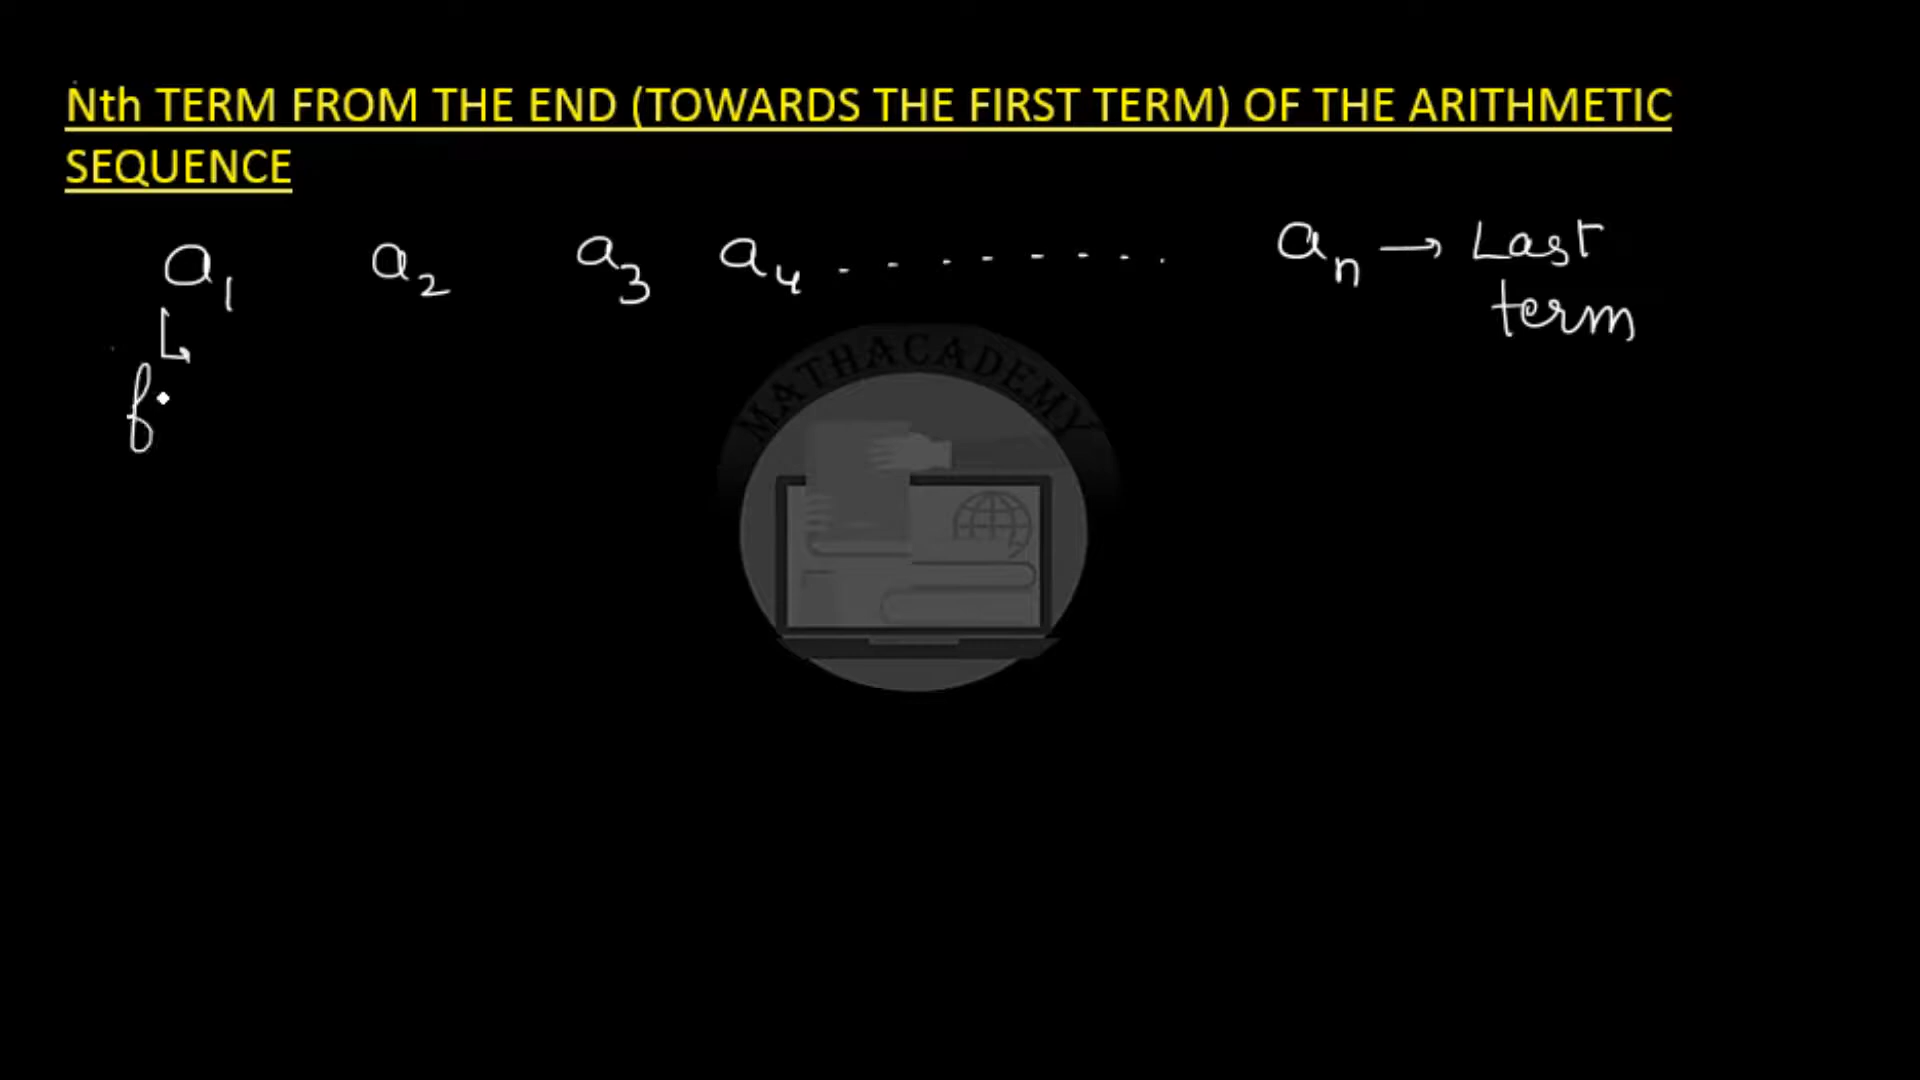 Nth TERM FROM THE END (TOWARDS THE FIRST TERM) OF THE ARITHMETIC
SEQUENCE
a₁ a₂ a₃ a₄ ........ aₙ → Last
term
f
MATHACADEMY